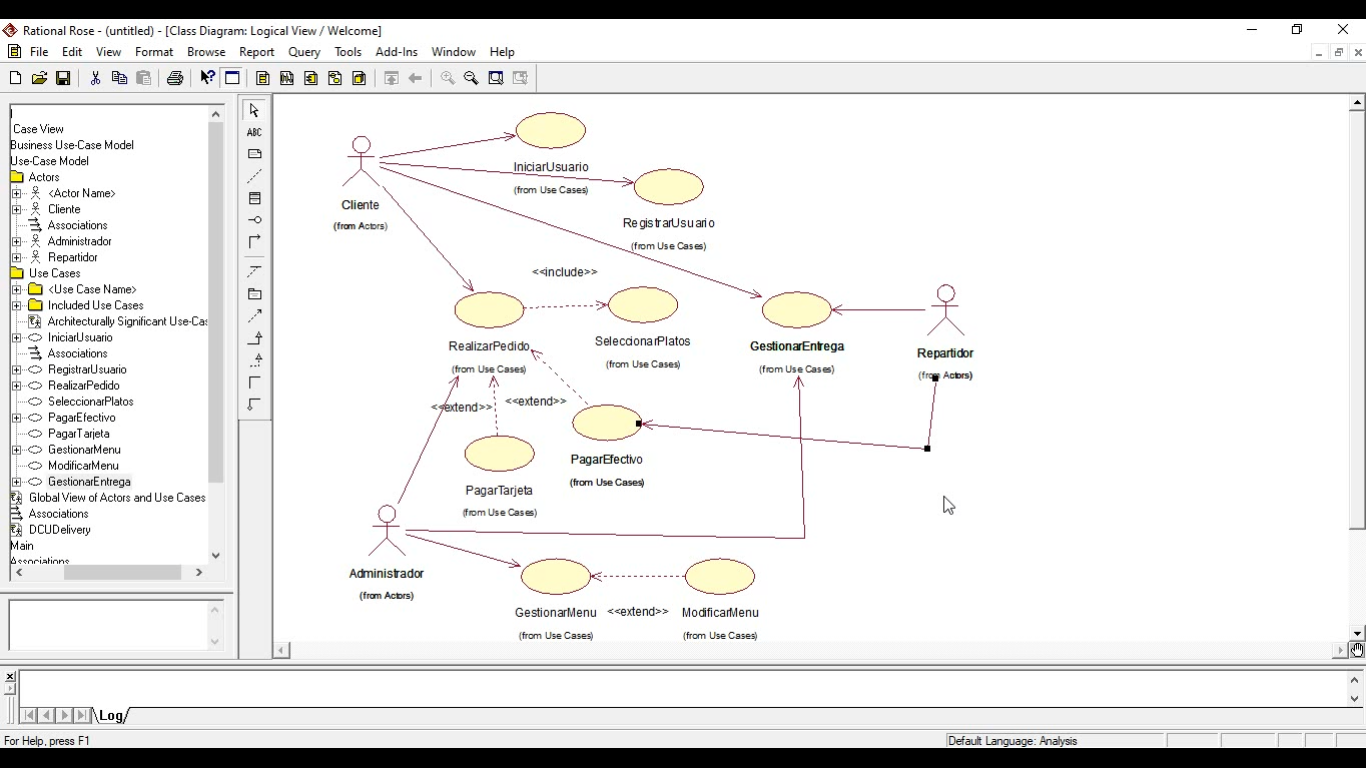 Rational Rose - (untitled) - [Class Diagram: Logical View / Welcome]
File Edit View Format Browse Report Query Tools Add-Ins Window Help
Case View
Business Use-Case Model
Use-Case Model
Actors
<Actor Name>
Cliente
Associations
Administrador
Repartidor
Use Cases
<Use Case Name>
Included Use Cases
Architecturally Significant Use-Cas
IniciarUsuario
Associations
RegistrarUsuario
RealizarPedido
SeleccionarPlatos
PagarEfectivo
PagarTarjeta
GestionarMenu
ModificarMenu
GestionarEntrega
Global View of Actors and Use Cases
Associations
DCUDelivery
Main
Associations
ABC
IniciarUsuario
(from Use Cases)
Cliente
(from Actors)
RegistrarUsuario
(from Use Cases)
<<include>>
RealizarPedido
(from Use Cases)
SeleccionarPlatos
(from Use Cases)
GestionarEntrega
(from Use Cases)
Repartidor
(from Actors)
<<extend>>
<<extend>>
PagarEfectivo
(from Use Cases)
PagarTarjeta
(from Use Cases)
Administrador
(from Actors)
GestionarMenu
(from Use Cases)
<<extend>>
ModificarMenu
(from Use Cases)
Log
For Help, press F1
Default Language: Analysis